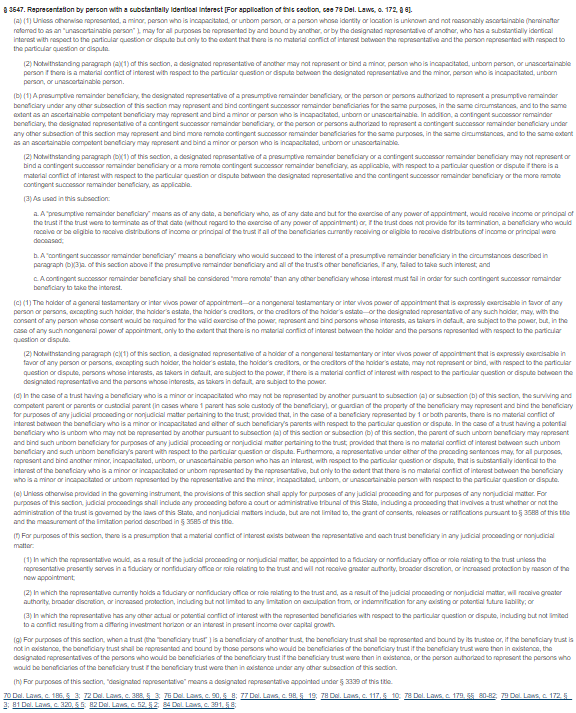 § 3547. Representation by person with a substantially identical interest [For application of this section, see 79 Del. Laws, c. 172, § 6].
(a) (1) Unless otherwise represented, a minor, person who is incapacitated, or unborn person, or a person whose identity or location is unknown and not reasonably ascertainable (hereinafter
referred to as an "unascertainable person" ), may for all purposes be represented by and bound by another, or by the designated representative of another, who has a substantially identical
interest with respect to the particular question or dispute but only to the extent that there is no material conflict of interest between the representative and the person represented with respect to
the particular question or dispute.
(2) Notwithstanding paragraph (a)(1) of this section, a designated representative of another may not represent or bind a minor, person who is incapacitated, unborn person, or unascertainable
person if there is a material conflict of interest with respect to the particular question or dispute between the designated representative and the minor, person who is incapacitated, unborn
person, or unascertainable person.
(b) (1) A presumptive remainder beneficiary, the designated representative of a presumptive remainder beneficiary, or the person or persons authorized to represent a presumptive remainder
beneficiary under any other subsection of this section may represent and bind contingent successor remainder beneficiaries for the same purposes, in the same circumstances, and to the same
extent as an ascertainable competent beneficiary may represent and bind a minor or person who is incapacitated, unborn or unascertainable. In addition, a contingent successor remainder
beneficiary, the designated representative of a contingent successor remainder beneficiary, or the person or persons authorized to represent a contingent successor remainder beneficiary under
any other subsection of this section may represent and bind more remote contingent successor remainder beneficiaries for the same purposes, in the same circumstances, and to the same extent
as an ascertainable competent beneficiary may represent and bind a minor or person who is incapacitated, unborn or unascertainable.
(2) Notwithstanding paragraph (b)(1) of this section, a designated representative of a presumptive remainder beneficiary or a contingent successor remainder beneficiary may not represent or
bind a contingent successor remainder beneficiary or a more remote contingent successor remainder beneficiary, as applicable, with respect to a particular question or dispute if there is a
material conflict of interest with respect to the particular question or dispute between the designated representative and the contingent successor remainder beneficiary or the more remote
contingent successor remainder beneficiary, as applicable.
(3) As used in this subsection:
a. A "presumptive remainder beneficiary" means as of any date, a beneficiary who, as of any date and but for the exercise of any power of appointment, would receive income or principal of
the trust if the trust were to terminate as of that date (without regard to the exercise of any power of appointment) or, if the trust does not provide for its termination, a beneficiary who would
receive or be eligible to receive distributions of income or principal of the trust if all of the beneficiaries currently receiving or eligible to receive distributions of income or principal were
deceased;
b. A "contingent successor remainder beneficiary" means a beneficiary who would succeed to the interest of a presumptive remainder beneficiary in the circumstances described in
paragraph (b)(3)a. of this section above if the presumptive remainder beneficiary and all of the trust's other beneficiaries, if any, failed to take such interest; and
c. A contingent successor remainder beneficiary shall be considered "more remote" than any other beneficiary whose interest must fail in order for such contingent successor remainder
beneficiary to take the interest.
(c) (1) The holder of a general testamentary or inter vivos power of appointment—or a nongeneral testamentary or inter vivos power of appointment that is expressly exercisable in favor of any
person or persons, excepting such holder, the holder's estate, the holder's creditors, or the creditors of the holder's estate—or the designated representative of any such holder, may, with the
consent of any person whose consent would be required for the valid exercise of the power, represent and bind persons whose interests, as takers in default, are subject to the power, but, in the
case of any such nongeneral power of appointment, only to the extent that there is no material conflict of interest between the holder and the persons represented with respect to the particular
question or dispute.
(2) Notwithstanding paragraph (c)(1) of this section, a designated representative of a holder of a nongeneral testamentary or inter vivos power of appointment that is expressly exercisable in
favor of any person or persons, excepting such holder, the holder's estate, the holder's creditors, or the creditors of the holder's estate, may not represent or bind, with respect to the particular
question or dispute, persons whose interests, as takers in default, are subject to the power, if there is a material conflict of interest with respect to the particular question or dispute between the
designated representative and the persons whose interests, as takers in default, are subject to the power.
(d) In the case of a trust having a beneficiary who is a minor or incapacitated who may not be represented by another pursuant to subsection (a) or subsection (b) of this section, the surviving and
competent parent or parents or custodial parent (in cases where 1 parent has sole custody of the beneficiary), or guardian of the property of the beneficiary may represent and bind the beneficiary
for purposes of any judicial proceeding or nonjudicial matter pertaining to the trust; provided that, in the case of a beneficiary represented by 1 or both parents, there is no material conflict of
interest between the beneficiary who is a minor or incapacitated and either of such beneficiary's parents with respect to the particular question or dispute. In the case of a trust having a potential
beneficiary who is unborn who may not be represented by another pursuant to subsection (a) of this section or subsection (b) of this section, the parent of such unborn beneficiary may represent
and bind such unborn beneficiary for purposes of any judicial proceeding or nonjudicial matter pertaining to the trust; provided that there is no material conflict of interest between such unborn
beneficiary and such unborn beneficiary's parent with respect to the particular question or dispute. Furthermore, a representative under either of the preceding sentences may, for all purposes,
represent and bind another minor, incapacitated, unborn, or unascertainable person who has an interest, with respect to the particular question or dispute, that is substantially identical to the
interest of the beneficiary who is a minor or incapacitated or unborn represented by the representative, but only to the extent that there is no material conflict of interest between the beneficiary
who is a minor or incapacitated or unborn represented by the representative and the minor, incapacitated, unborn, or unascertainable person with respect to the particular question or dispute.
(e) Unless otherwise provided in the governing instrument, the provisions of this section shall apply for purposes of any judicial proceeding and for purposes of any nonjudicial matter. For
purposes of this section, judicial proceedings shall include any proceeding before a court or administrative tribunal of this State, including a proceeding that involves a trust whether or not the
administration of the trust is governed by the laws of this State, and nonjudicial matters include, but are not limited to, the grant of consents, releases or ratifications pursuant to § 3588 of this title
and the measurement of the limitation period described in § 3585 of this title.
(f) For purposes of this section, there is a presumption that a material conflict of interest exists between the representative and each trust beneficiary in any judicial proceeding or nonjudicial
matter:
(1) In which the representative would, as a result of the judicial proceeding or nonjudicial matter, be appointed to a fiduciary or nonfiduciary office or role relating to the trust unless the
representative presently serves in a fiduciary or nonfiduciary office or role relating to the trust and will not receive greater authority, broader discretion, or increased protection by reason of the
new appointment;
(2) In which the representative currently holds a fiduciary or nonfiduciary office or role relating to the trust and, as a result of the judicial proceeding or nonjudicial matter, will receive greater
authority, broader discretion, or increased protection, including but not limited to any limitation on exculpation from, or indemnification for any existing or potential future liability; or
(3) In which the representative has any other actual or potential conflict of interest with the represented beneficiaries with respect to the particular question or dispute, including but not limited
to a conflict resulting from a differing investment horizon or an interest in present income over capital growth.
(g) For purposes of this section, when a trust (the "beneficiary trust" ) is a beneficiary of another trust, the beneficiary trust shall be represented and bound by its trustee or, if the beneficiary trust is
not in existence, the beneficiary trust shall be represented and bound by those persons who would be beneficiaries of the beneficiary trust if the beneficiary trust were then in existence, the
designated representatives of the persons who would be beneficiaries of the beneficiary trust if the beneficiary trust were then in existence, or the person authorized to represent the persons who
would be beneficiaries of the beneficiary trust if the beneficiary trust were then in existence under any other subsection of this section.
(h) For purposes of this section, "designated representative" means a designated representative appointed under § 3339 of this title.
70 Del. Laws, c. 186, § 3; 72 Del. Laws, c. 388, § 3; 76 Del. Laws, c. 90, § 8; 77 Del. Laws, c. 98, § 19; 78 Del. Laws, c. 117, § 10; 78 Del. Laws, c. 179, §§ 80-82; 79 Del. Laws, c. 172, §
3; 81 Del. Laws, c. 320, § 5; 82 Del. Laws, c. 52, § 2; 84 Del. Laws, c. 391, § 8;